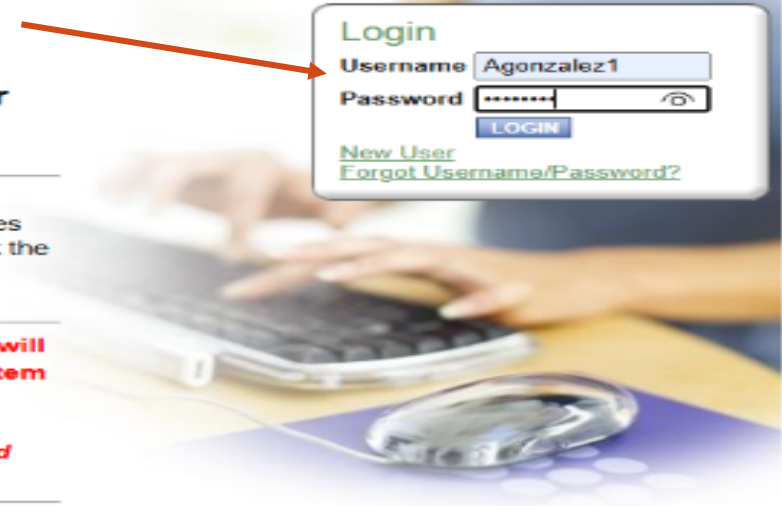 Login
Username Agonzalez1
Password ••••••••
LOGIN
New User
Forgot Username/Password?
r
es
the
will
tem
d